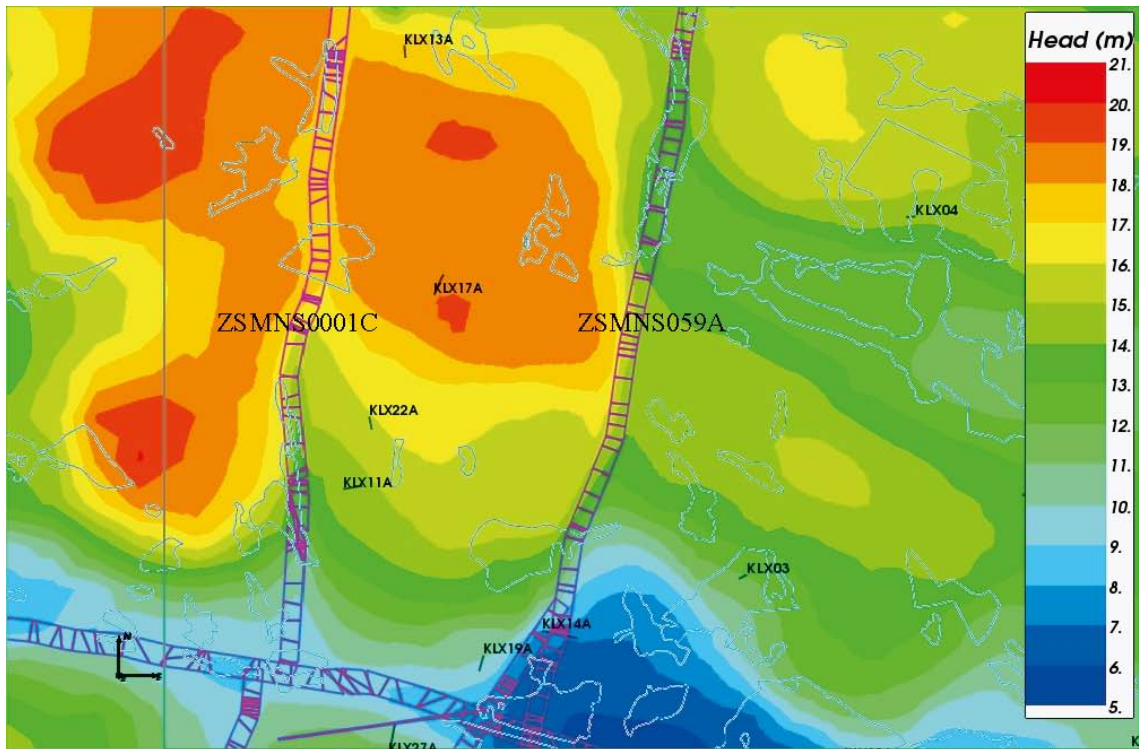 KLX13A
Head (m)
21.
20.
19.
18.
17.
16.
15.
14.
13.
12.
11.
10.
9.
8.
7.
6.
5.
KLX04
KLX17A
ZSMNS0001C
ZSMNS059A
KLX22A
KLX11A
KLX03
KLX14A
N
KLX19A
KLX27A
K